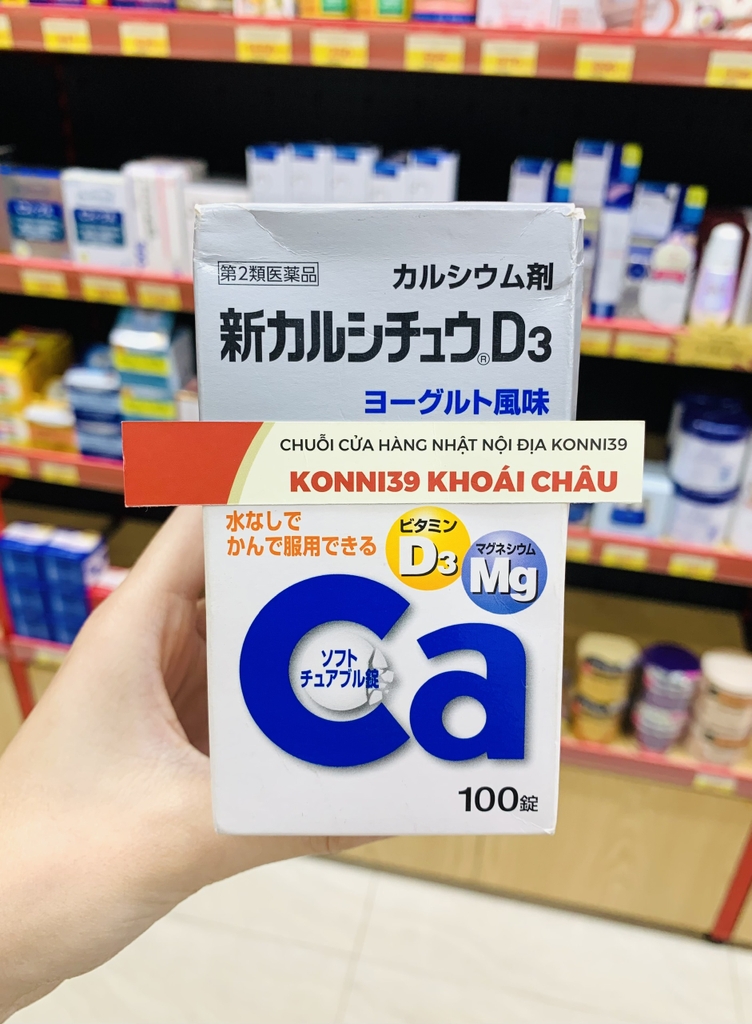 第2類医薬品
カルシウム剤
新カルシチュウ®D3
ヨーグルト風味
CHUỖI CỬA HÀNG NHẬT NỘI ĐỊA KONNI39
KONNI39 KHOÁI CHÂU
水なしで
かんで服用できる
ビタミン
D3
マグネシウム
Mg
Ca
ソフト
チュアブル錠
100錠